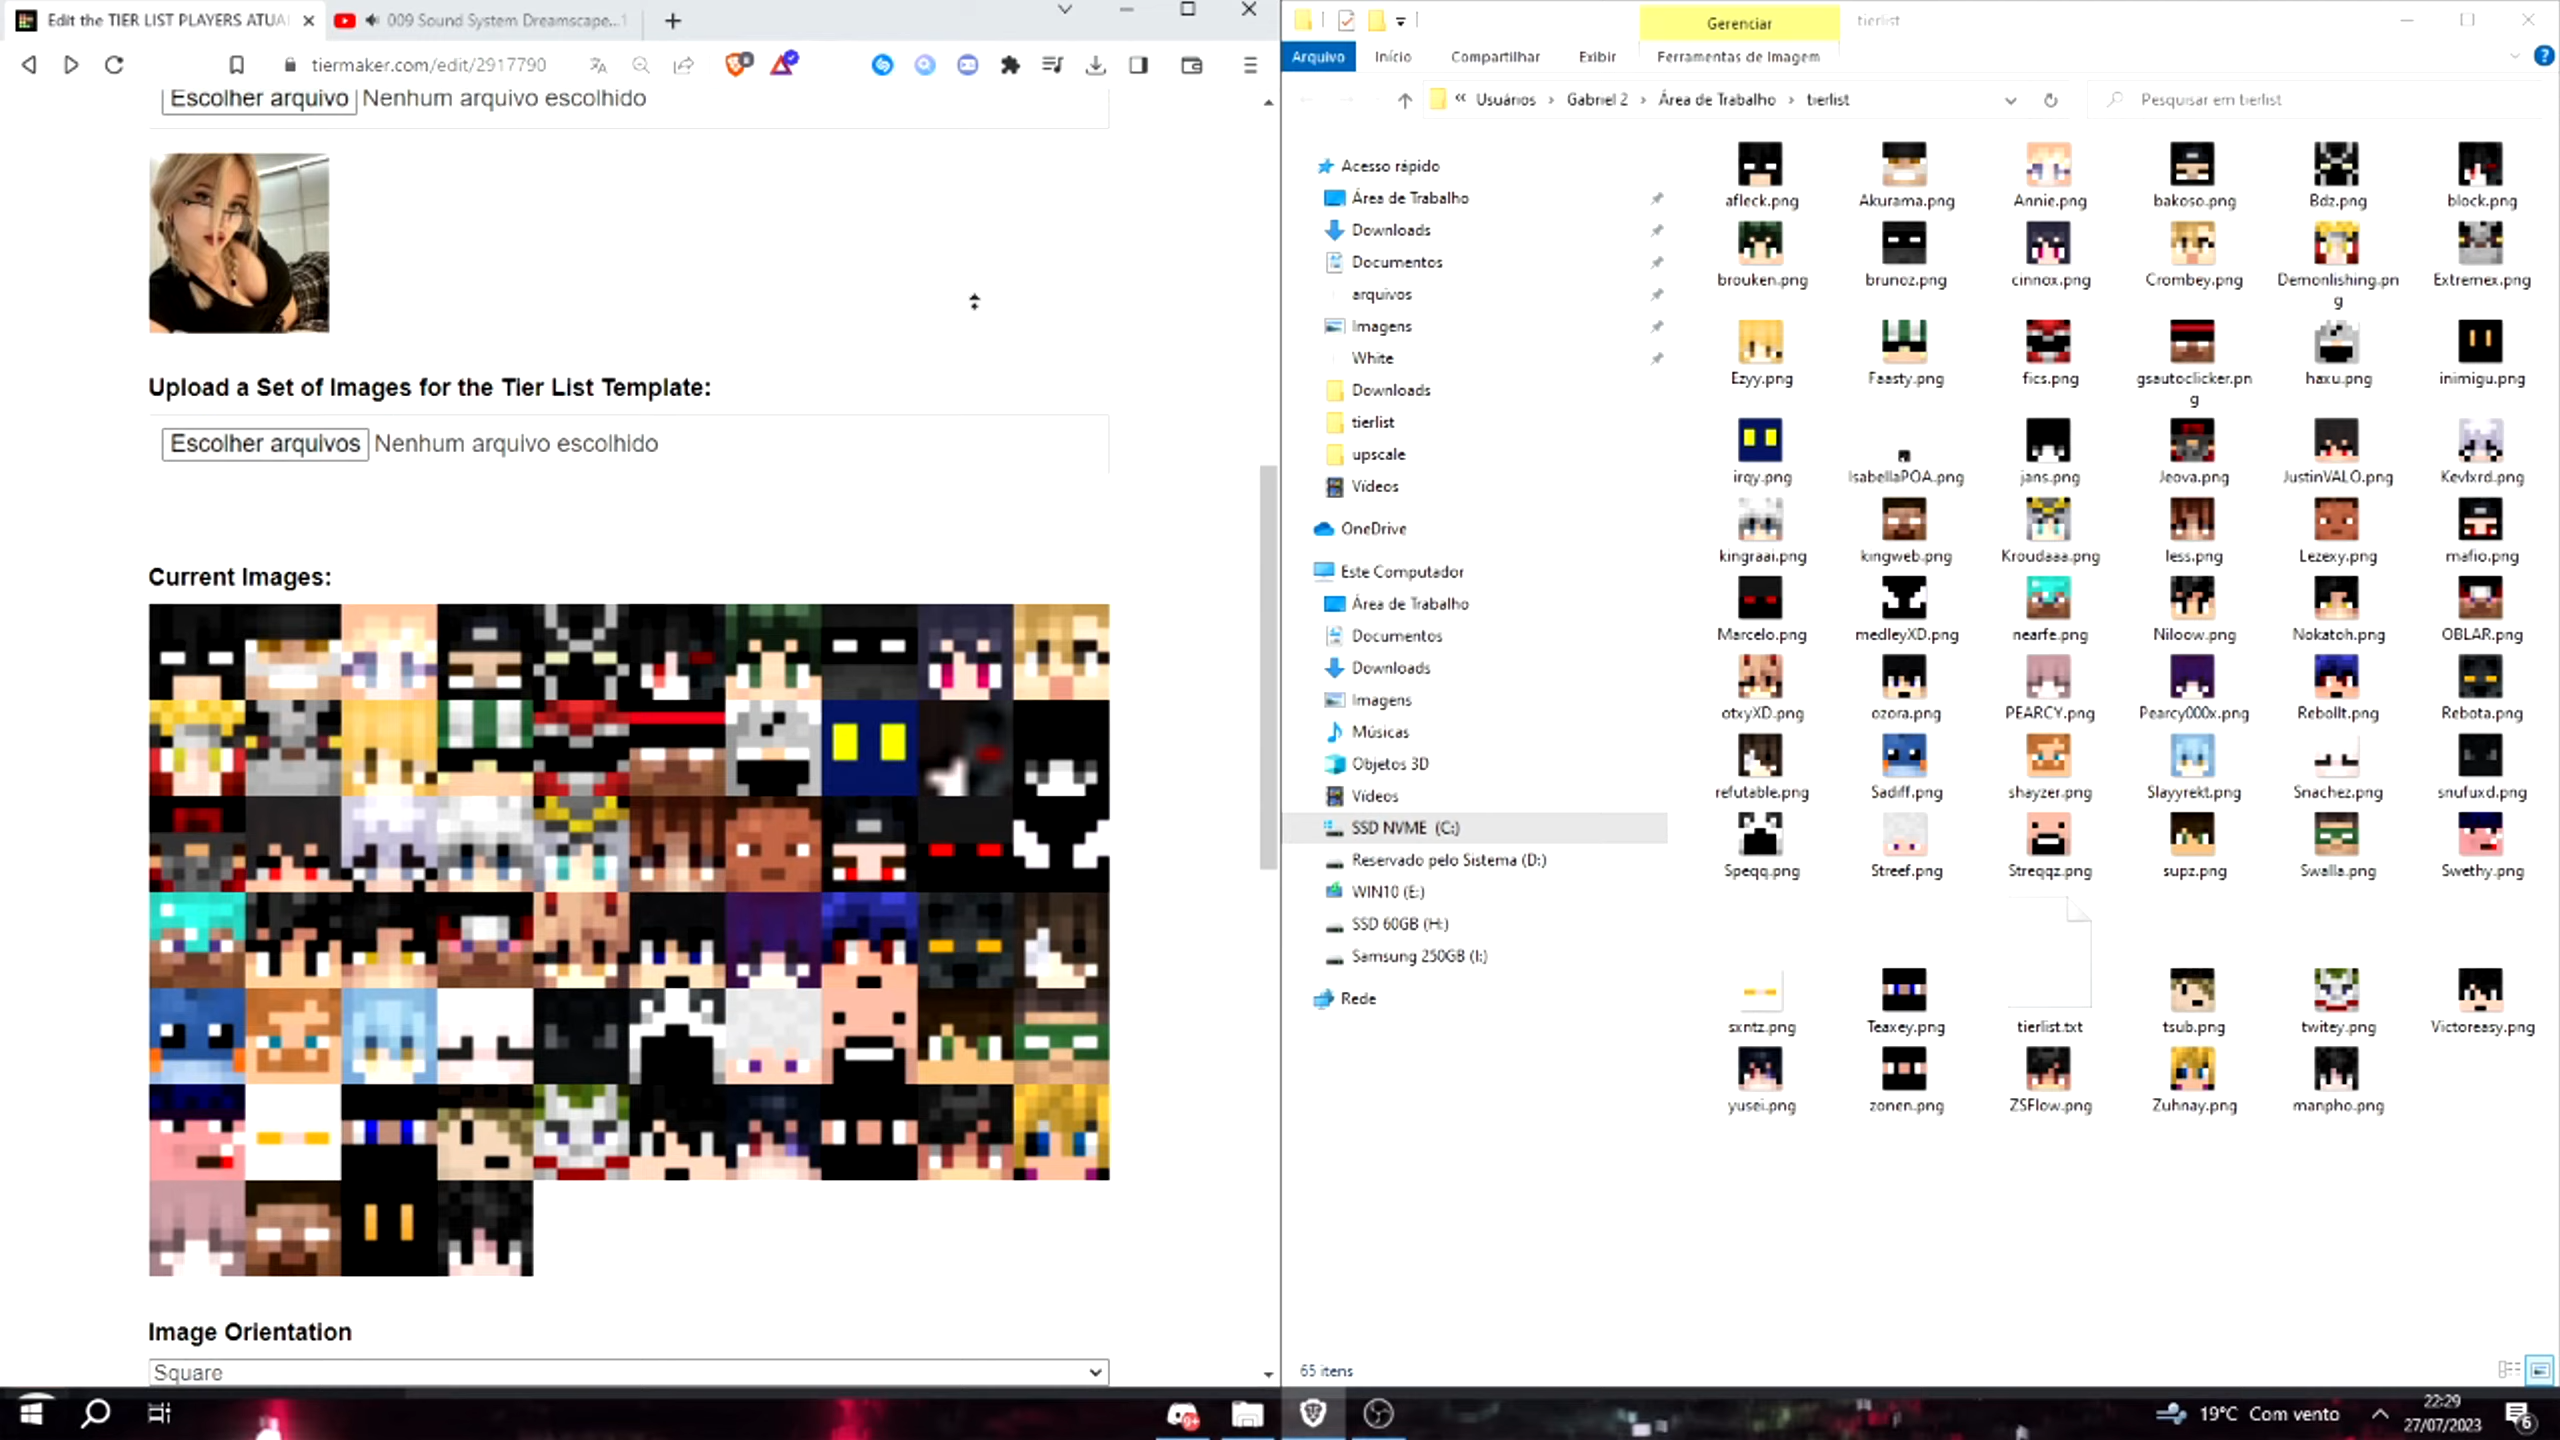 Edit the TIER LIST PLAYERS ATUA
009 Sound System Dreamscape...1
tiermaker.com/edit/2917790
Escolher arquivo Nenhum arquivo escolhido
Upload a Set of Images for the Tier List Template:
Escolher arquivos Nenhum arquivo escolhido
Current Images:
Image Orientation
Square
Gerenciar
tierlist
Arquivo
Início
Compartilhar
Exibir
Ferramentas de Imagem
« Usuários › Gabriel 2 › Área de Trabalho › tierlist
Pesquisar em tierlist
Acesso rápido
Área de Trabalho
Downloads
Documentos
arquivos
Imagens
White
Downloads
tierlist
upscale
Vídeos
OneDrive
Este Computador
Área de Trabalho
Documentos
Downloads
Imagens
Músicas
Objetos 3D
Vídeos
SSD NVME (C:)
Reservado pelo Sistema (D:)
WIN10 (E:)
SSD 60GB (H:)
Samsung 250GB (I:)
Rede
afleck.png Akurama.png Annie.png bakoso.png Bdz.png block.png
brouken.png brunoz.png cinnox.png Crombey.png Demonlishing.pn
g Extremex.png
Ezyy.png Faasty.png fics.png gsautoclicker.pn
g haxu.png inimigu.png
irqy.png IsabellaPOA.png jans.png Jeova.png JustinVALO.png Kevlxrd.png
kingraai.png kingweb.png Kroudaaa.png less.png Lezexy.png mafio.png
Marcelo.png medleyXD.png nearfe.png Niloow.png Nokatoh.png OBLAR.png
otxyXD.png ozora.png PEARCY.png Pearcy000x.png Rebollt.png Rebota.png
refutable.png Sadiff.png shayzer.png Slayyrekt.png Snachez.png snufuxd.png
Speqq.png Streef.png Streqqz.png supz.png Swalla.png Swethy.png
sxntz.png Teaxey.png tierlist.txt tsub.png twitey.png Victoreasy.png
yusei.png zonen.png ZSFlow.png Zuhnay.png manpho.png
65 itens
9+
19°C Com vento
22:29
27/07/2023
6